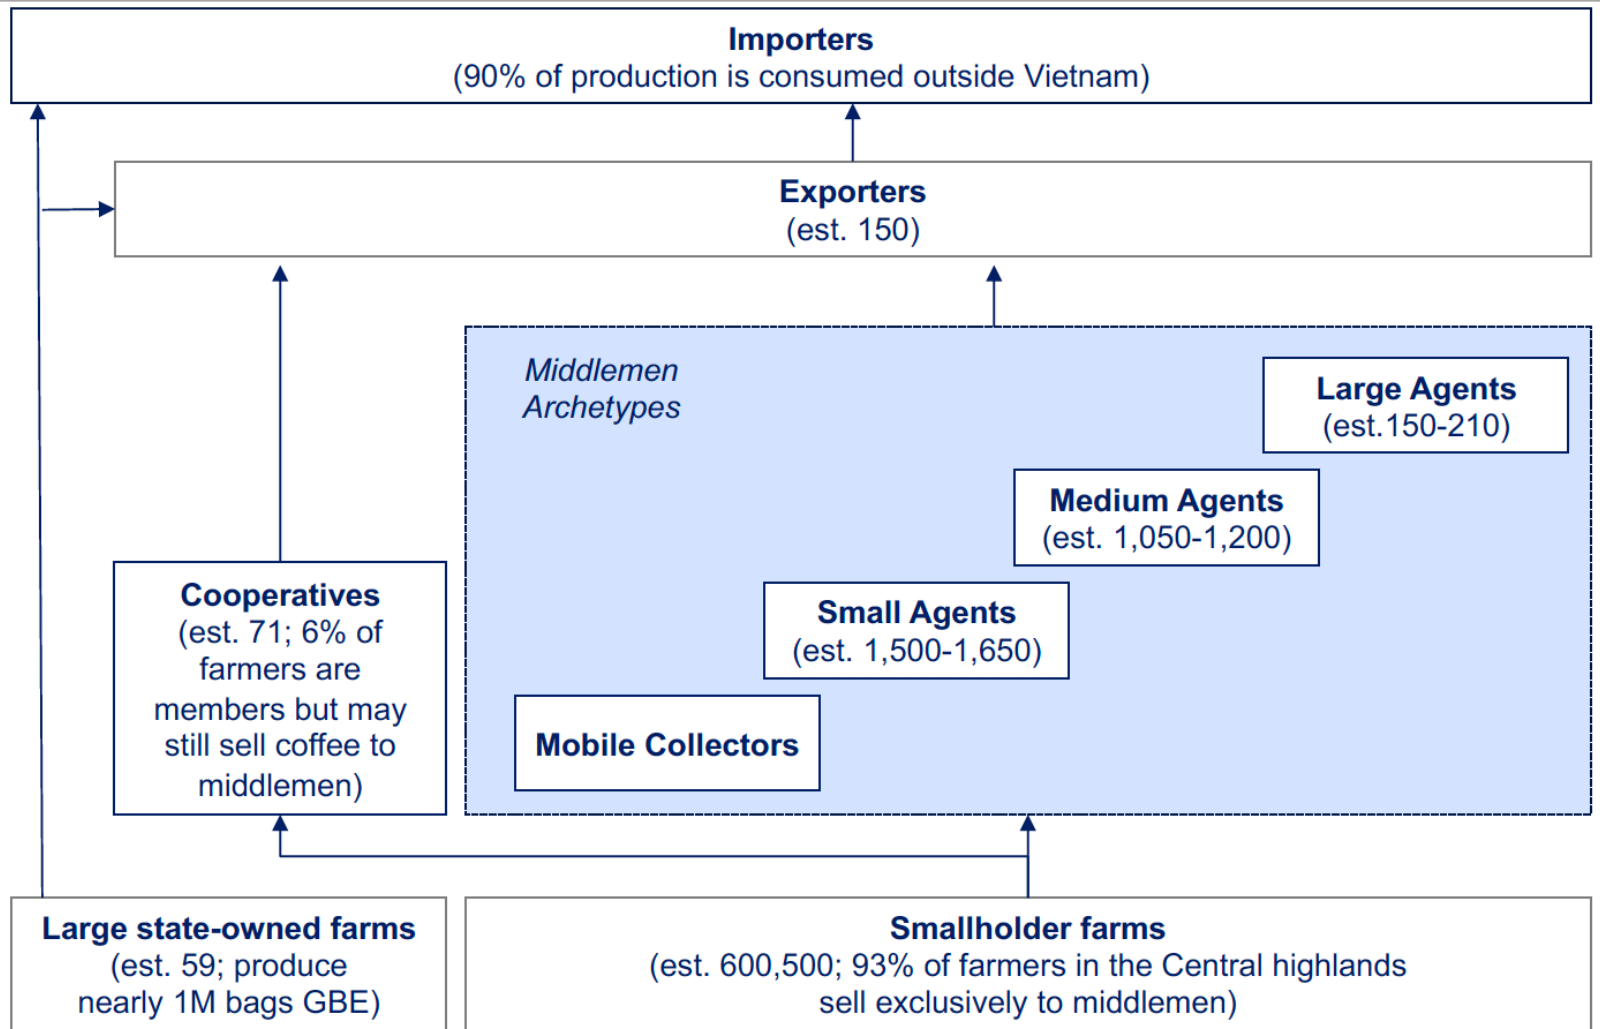 Importers
(90% of production is consumed outside Vietnam)
Exporters
(est. 150)
Middlemen
Archetypes
Large Agents
(est.150-210)
Medium Agents
(est. 1,050-1,200)
Small Agents
(est. 1,500-1,650)
Mobile Collectors
Cooperatives
(est. 71; 6% of
farmers are
members but may
still sell coffee to
middlemen)
Large state-owned farms
(est. 59; produce
nearly 1M bags GBE)
Smallholder farms
(est. 600,500; 93% of farmers in the Central highlands
sell exclusively to middlemen)